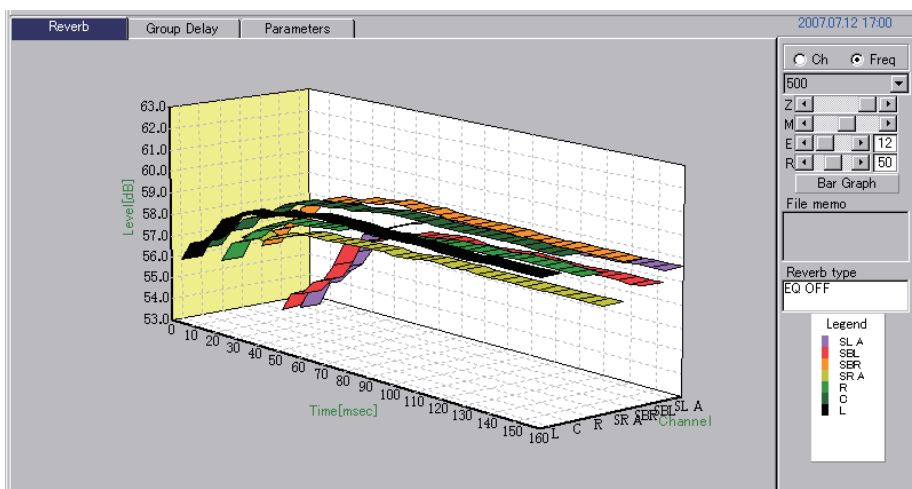 Reverb Group Delay Parameters 2007.07.12 17:00
Ch Freq
500
Z
M
E 12
R 50
Bar Graph
File memo
Reverb type
EQ OFF
Legend
SL A
SBL
SBR
SR A
R
C
L
Level[dB]
63.0
62.0
61.0
60.0
59.0
58.0
57.0
56.0
55.0
54.0
53.0
0 10 20 30 40 50 60 70 80 90 100 110 120 130 140 150 160
Time[msec]
L C R SR A SBR SBL SL A
Channel